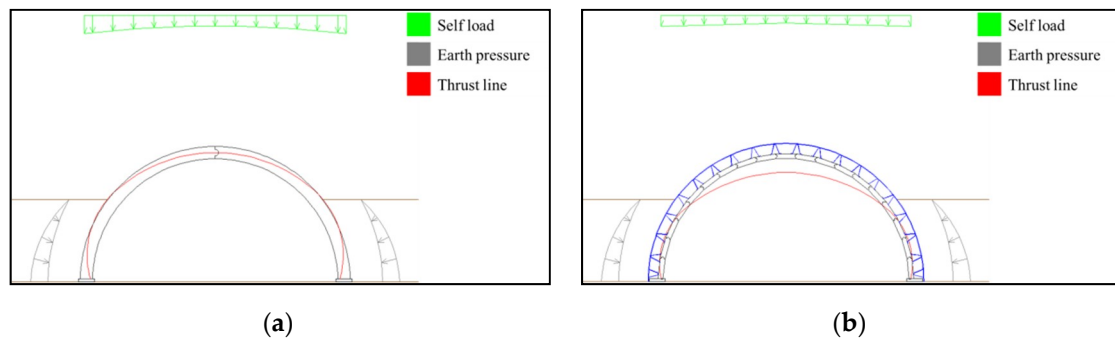 Self load
Earth pressure
Thrust line
Self load
Earth pressure
Thrust line
(a)
(b)